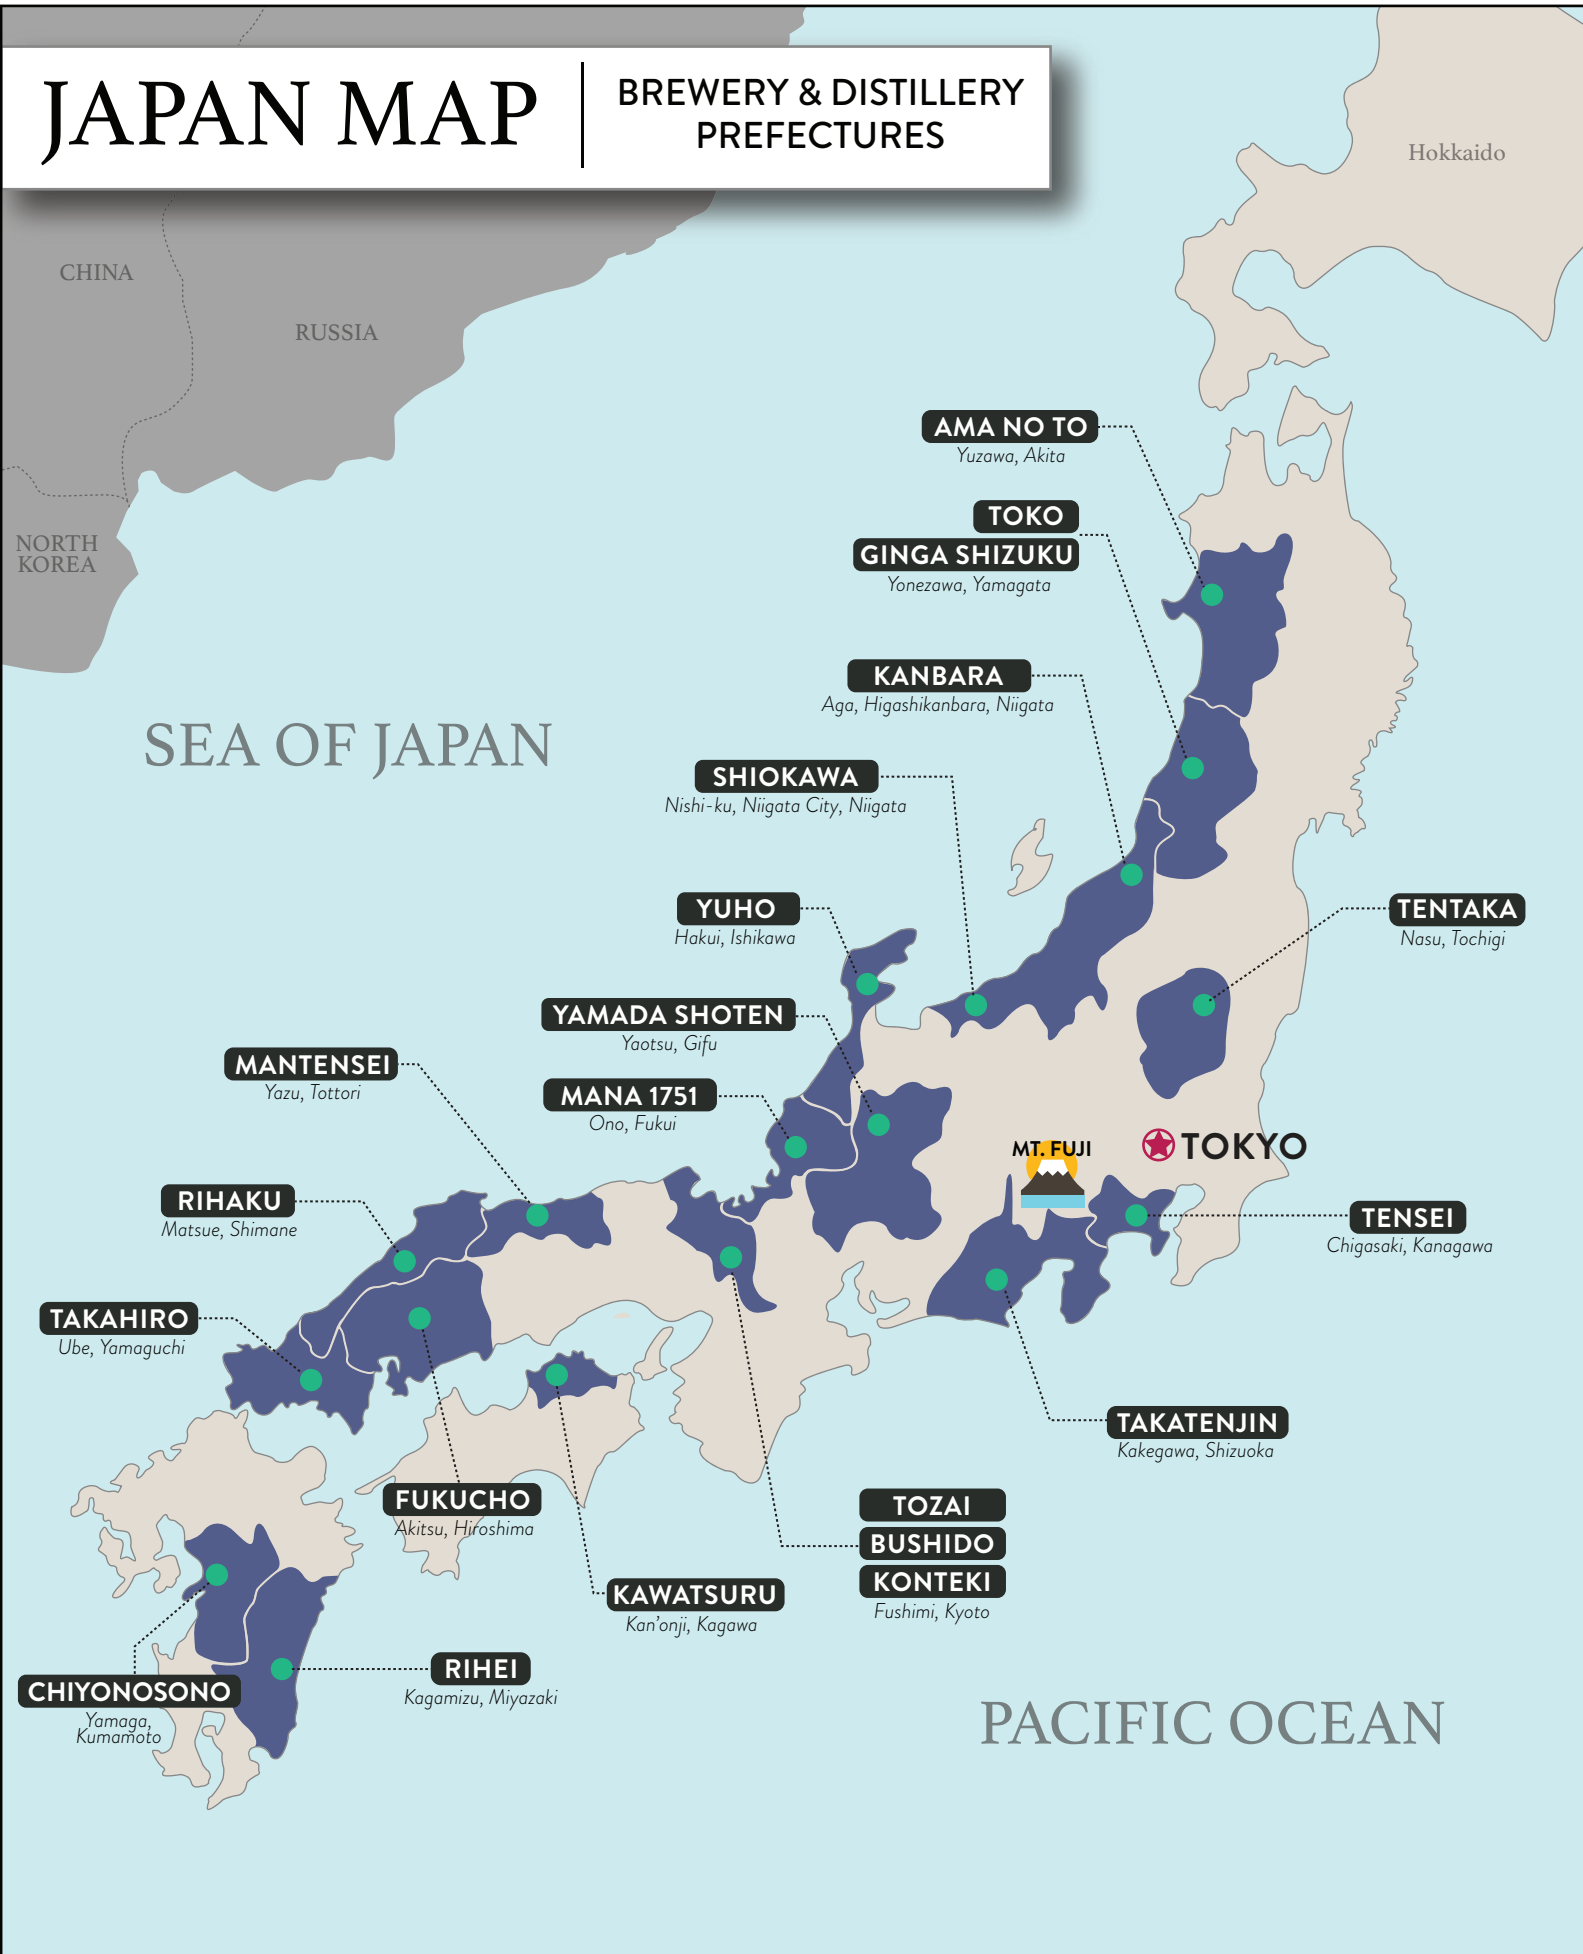 JAPAN MAP
BREWERY & DISTILLERY
PREFECTURES
Hokkaido
CHINA
RUSSIA
NORTH
KOREA
SEA OF JAPAN
AMA NO TO
Yuzawa, Akita
TOKO
GINGA SHIZUKU
Yonezawa, Yamagata
KANBARA
Aga, Higashikanbara, Niigata
SHIOKAWA
Nishi-ku, Niigata City, Niigata
YUHO
Hakui, Ishikawa
TENTAKA
Nasu, Tochigi
YAMADA SHOTEN
Yaotsu, Gifu
MANTENSEI
Yazu, Tottori
MANA 1751
Ono, Fukui
MT. FUJI
TOKYO
RIHAKU
Matsue, Shimane
TENSEI
Chigasaki, Kanagawa
TAKAHIRO
Ube, Yamaguchi
TAKATENJIN
Kakegawa, Shizuoka
FUKUCHO
Akitsu, Hiroshima
TOZAI
BUSHIDO
KONTEKI
Fushimi, Kyoto
KAWATSURU
Kan'onji, Kagawa
RIHEI
Kagamizu, Miyazaki
CHIYONOSONO
Yamaga,
Kumamoto
PACIFIC OCEAN